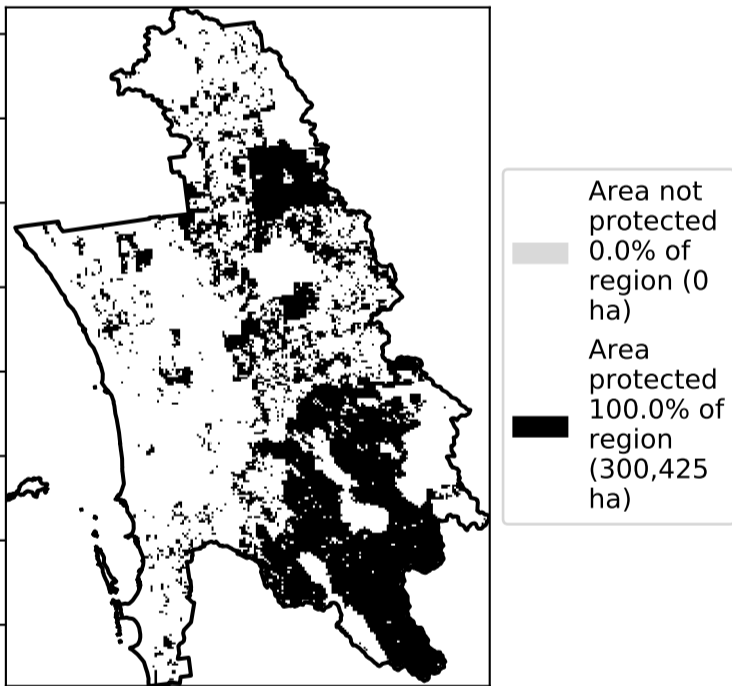 Area not
protected
0.0% of
region (0
ha)
Area
protected
100.0% of
region
(300,425
ha)